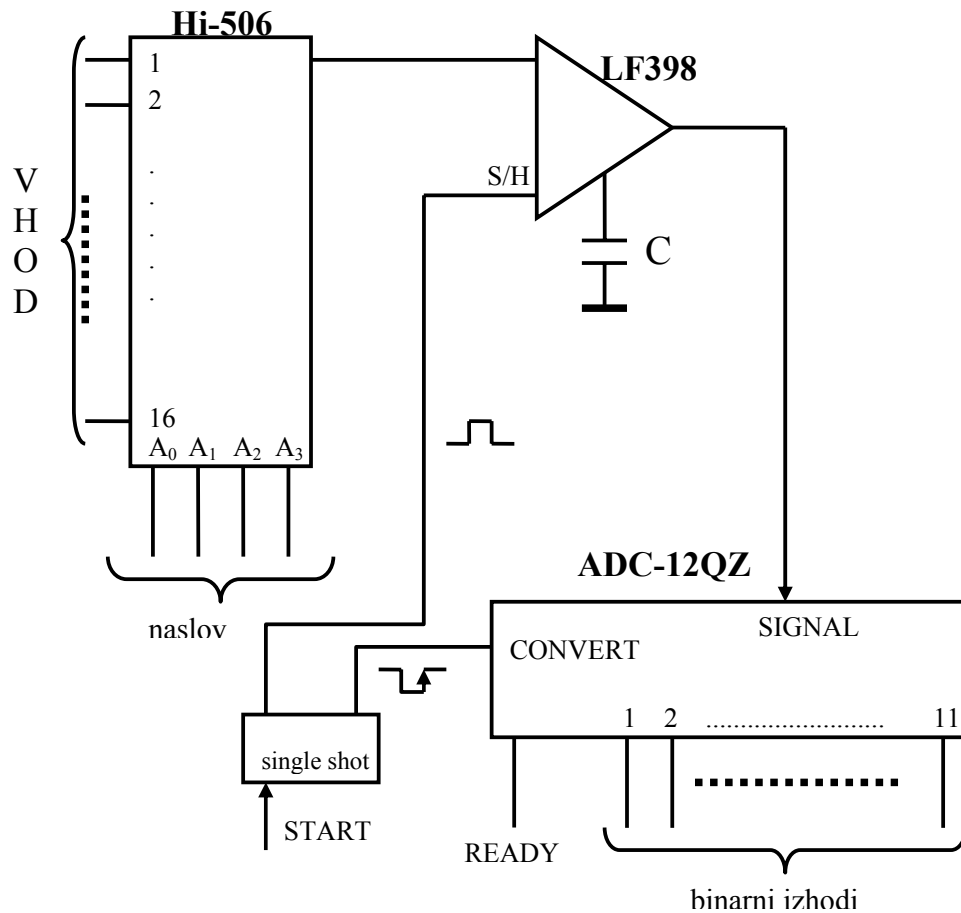 Hi-506
LF398
1
2
V
H
O
D
S/H
C
16
A₀ A₁ A₂ A₃
ADC-12QZ
naslov
SIGNAL
CONVERT
1 2 ........................ 11
single shot
START
READY
binarni izhodi